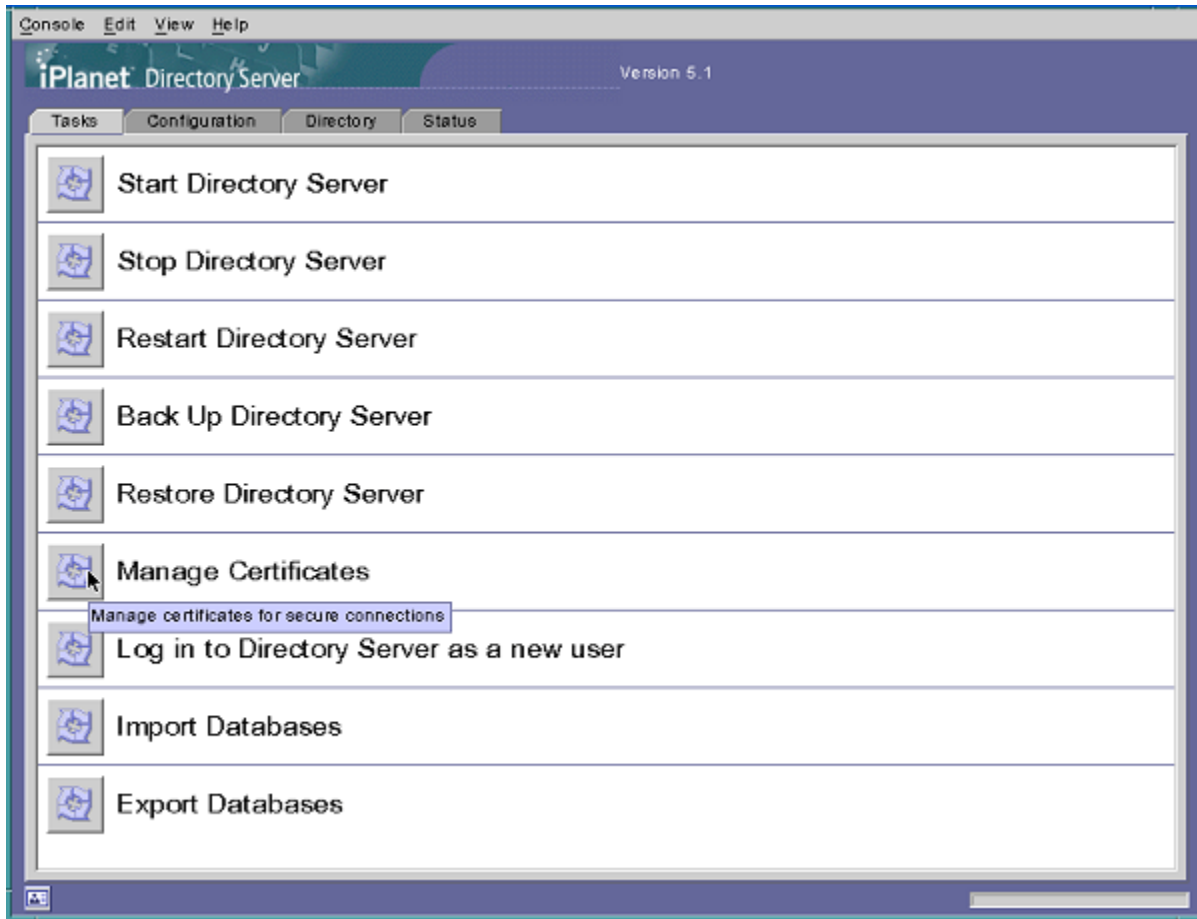 Console Edit View Help
iPlanet Directory Server Version 5.1
Tasks Configuration Directory Status
Start Directory Server
Stop Directory Server
Restart Directory Server
Back Up Directory Server
Restore Directory Server
Manage Certificates
Manage certificates for secure connections
Log in to Directory Server as a new user
Import Databases
Export Databases